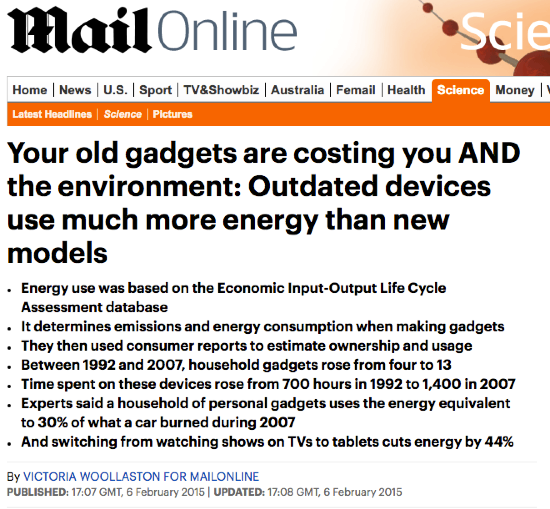 Mail Online
Scie
Home | News | U.S. | Sport | TV&Showbiz | Australia | Femail | Health | Science | Money |
Latest Headlines | Science | Pictures
Your old gadgets are costing you AND
the environment: Outdated devices
use much more energy than new
models
• Energy use was based on the Economic Input-Output Life Cycle
Assessment database
• It determines emissions and energy consumption when making gadgets
• They then used consumer reports to estimate ownership and usage
• Between 1992 and 2007, household gadgets rose from four to 13
• Time spent on these devices rose from 700 hours in 1992 to 1,400 in 2007
• Experts said a household of personal gadgets uses the energy equivalent
to 30% of what a car burned during 2007
• And switching from watching shows on TVs to tablets cuts energy by 44%
By VICTORIA WOOLLASTON FOR MAILONLINE
PUBLISHED: 17:07 GMT, 6 February 2015 | UPDATED: 17:08 GMT, 6 February 2015